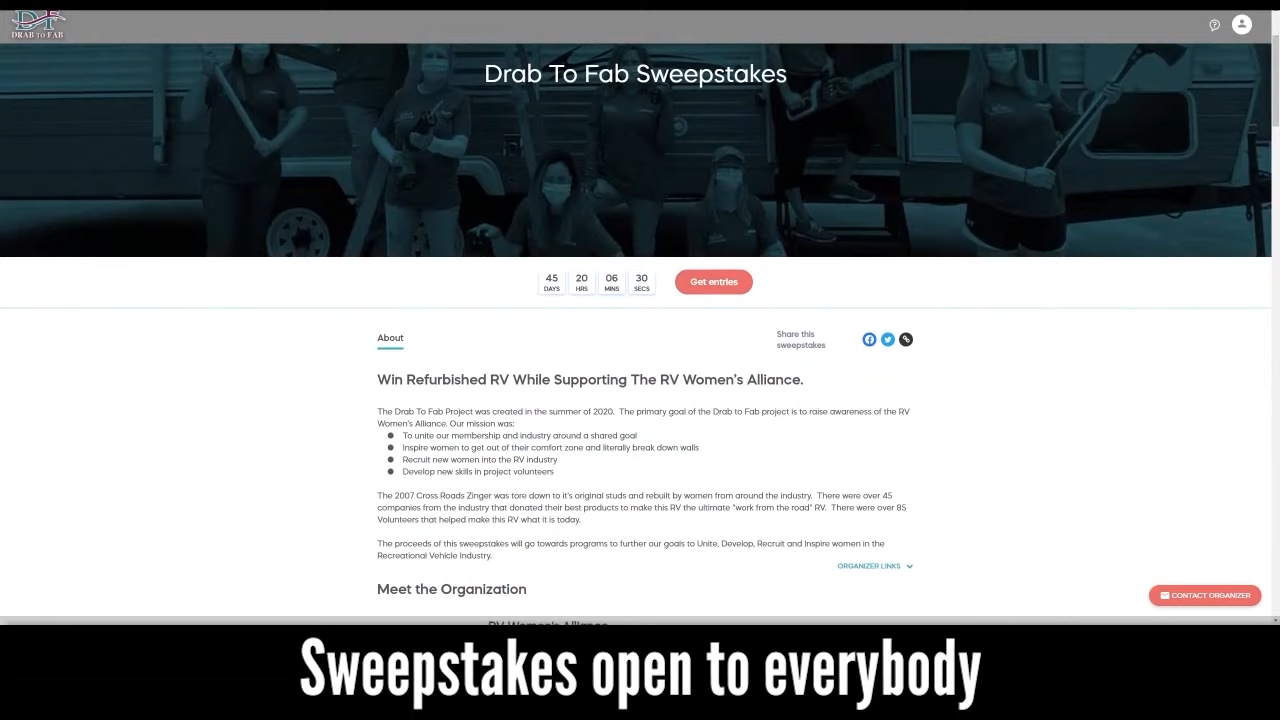 DF
DRAB TO FAB
Drab To Fab Sweepstakes
45 20 06 30
DAYS HRS MINS SECS
Get entries
About
Share this
sweepstakes
Win Refurbished RV While Supporting The RV Women's Alliance.
The Drab To Fab Project was created in the summer of 2020. The primary goal of the Drab to Fab project is to raise awareness of the RV
Women's Alliance. Our mission was:
● To unite our membership and industry around a shared goal
● Inspire women to get out of their comfort zone and literally break down walls
● Recruit new women into the RV industry
● Develop new skills in project volunteers
The 2007 Cross Roads Zinger was tore down to it's original studs and rebuilt by women from around the industry. There were over 45
companies from the industry that donated their best products to make this RV the ultimate "work from the road" RV. There were over 85
Volunteers that helped make this RV what it is today.
The proceeds of this sweepstakes will go towards programs to further our goals to Unite, Develop, Recruit and Inspire women in the
Recreational Vehicle Industry.
ORGANIZER LINKS
Meet the Organization
CONTACT ORGANIZER
RV Women's Alliance
Sweepstakes open to everybody